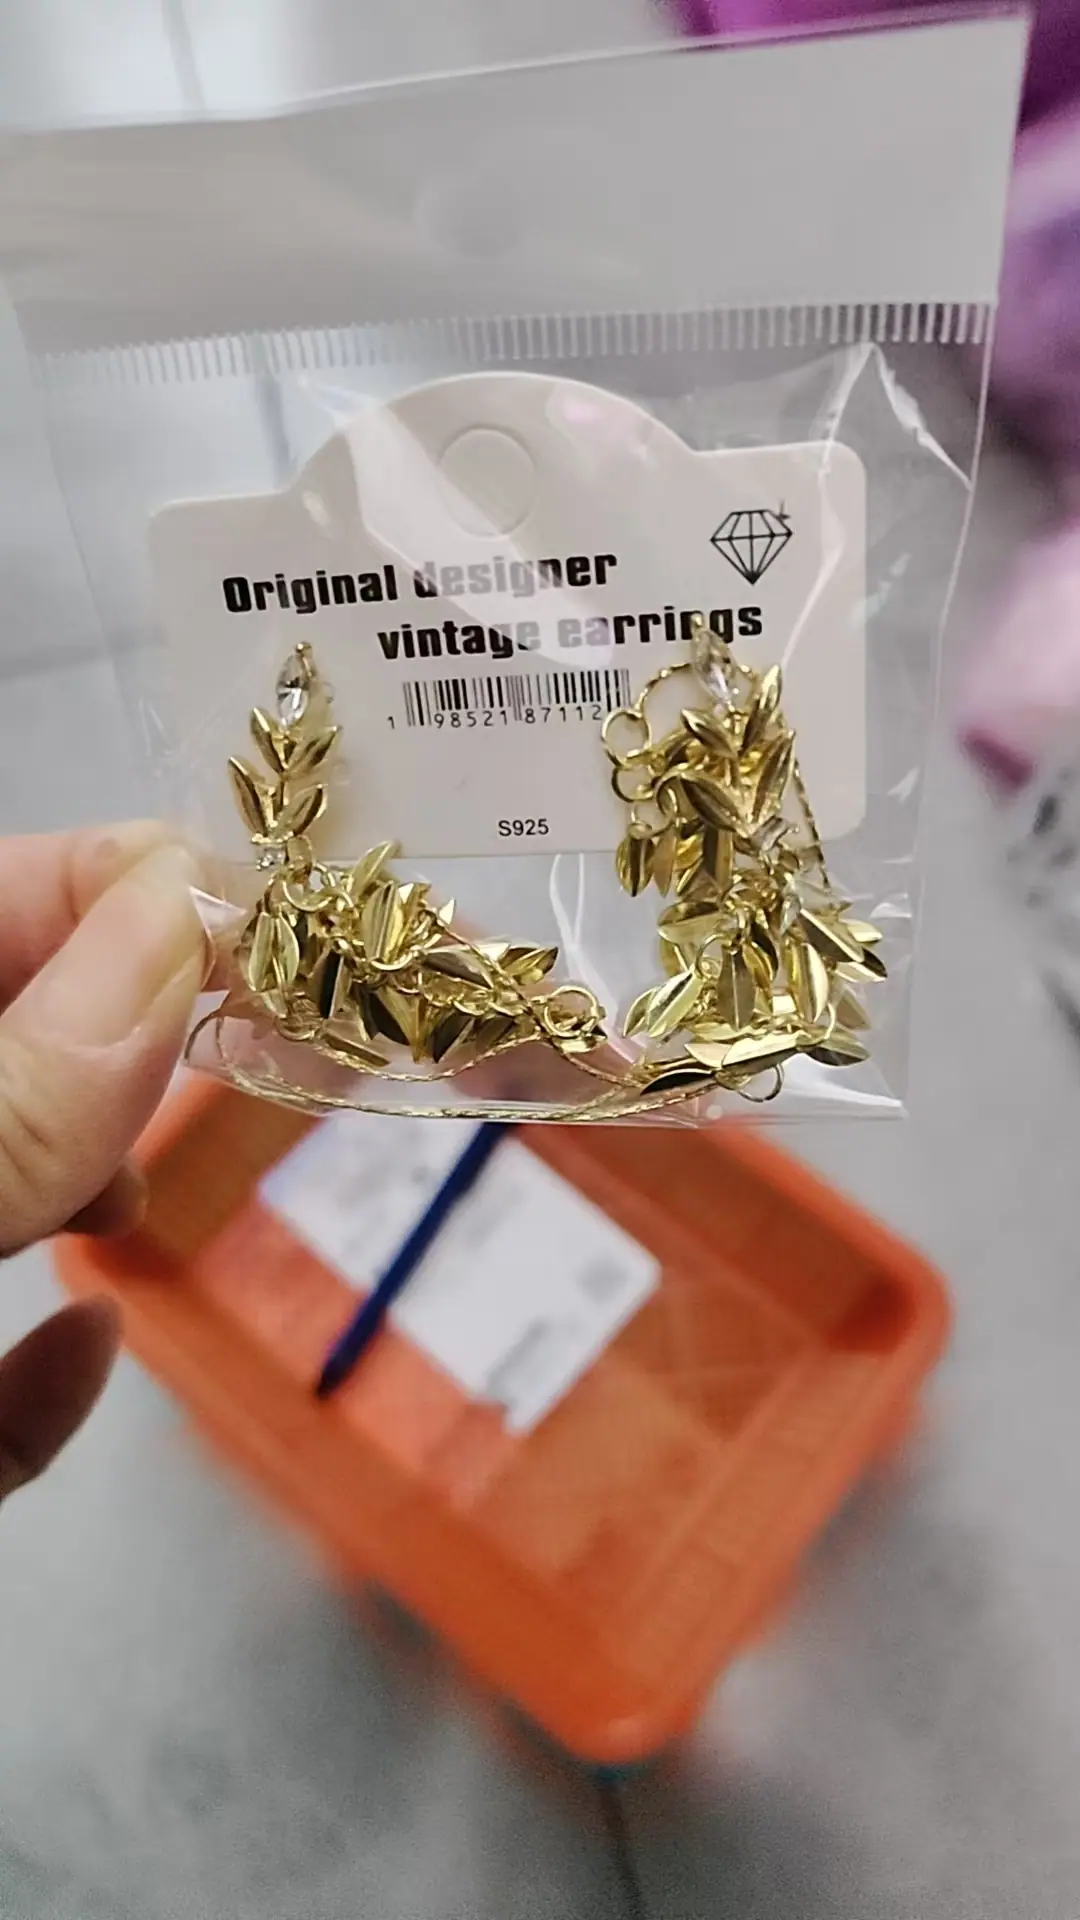 Original designer
vintage earrings
1 98521 87112
S925